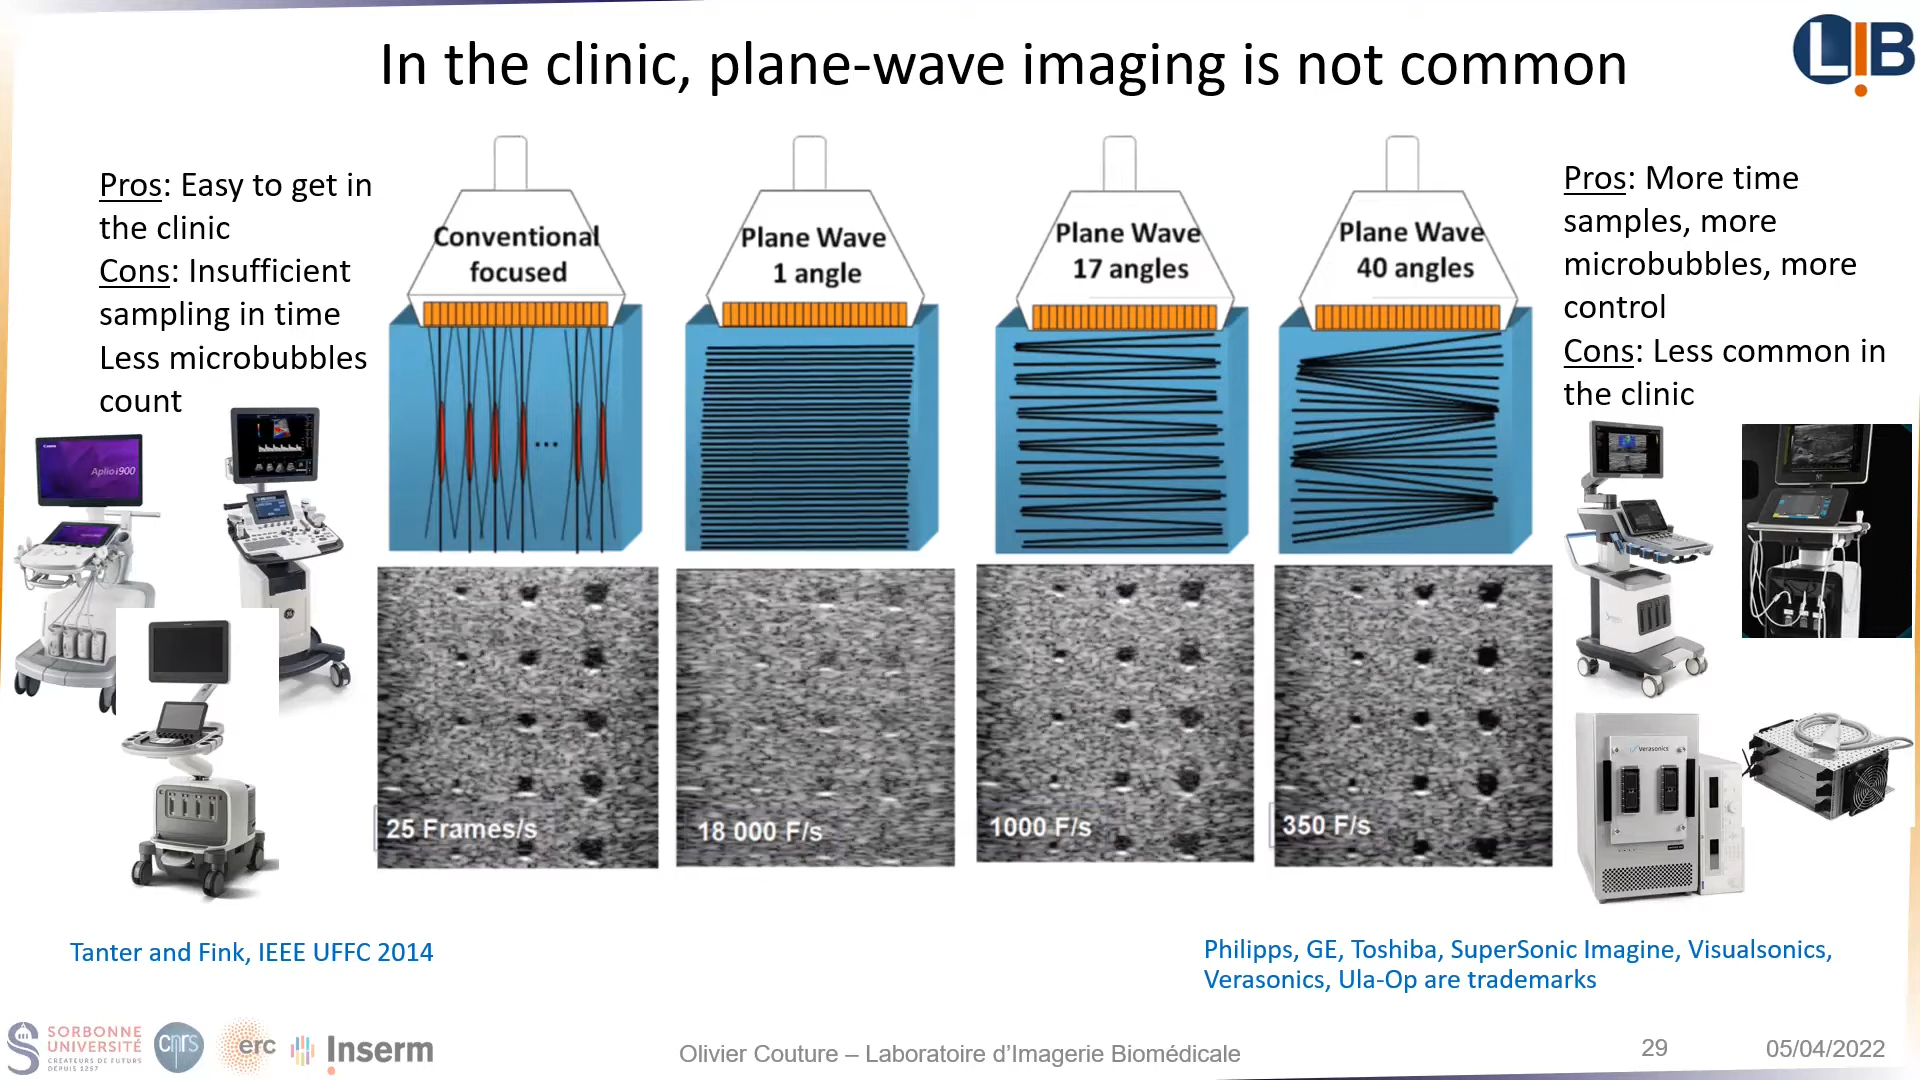 In the clinic, plane-wave imaging is not common
LIB
Pros: Easy to get in
the clinic
Cons: Insufficient
sampling in time
Less microbubbles
count
Conventional
focused
Plane Wave
1 angle
Plane Wave
17 angles
Plane Wave
40 angles
Pros: More time
samples, more
microbubbles, more
control
Cons: Less common in
the clinic
...
Aplio i900
Verasonics
25 Frames/s
18 000 F/s
1000 F/s
350 F/s
Tanter and Fink, IEEE UFFC 2014
Philipps, GE, Toshiba, SuperSonic Imagine, Visualsonics,
Verasonics, Ula-Op are trademarks
SORBONNE
UNIVERSITÉ
CRÉATEURS DE FUTURS
DEPUIS 1257
cnrs
erc
Inserm
Olivier Couture – Laboratoire d'Imagerie Biomédicale
29
05/04/2022